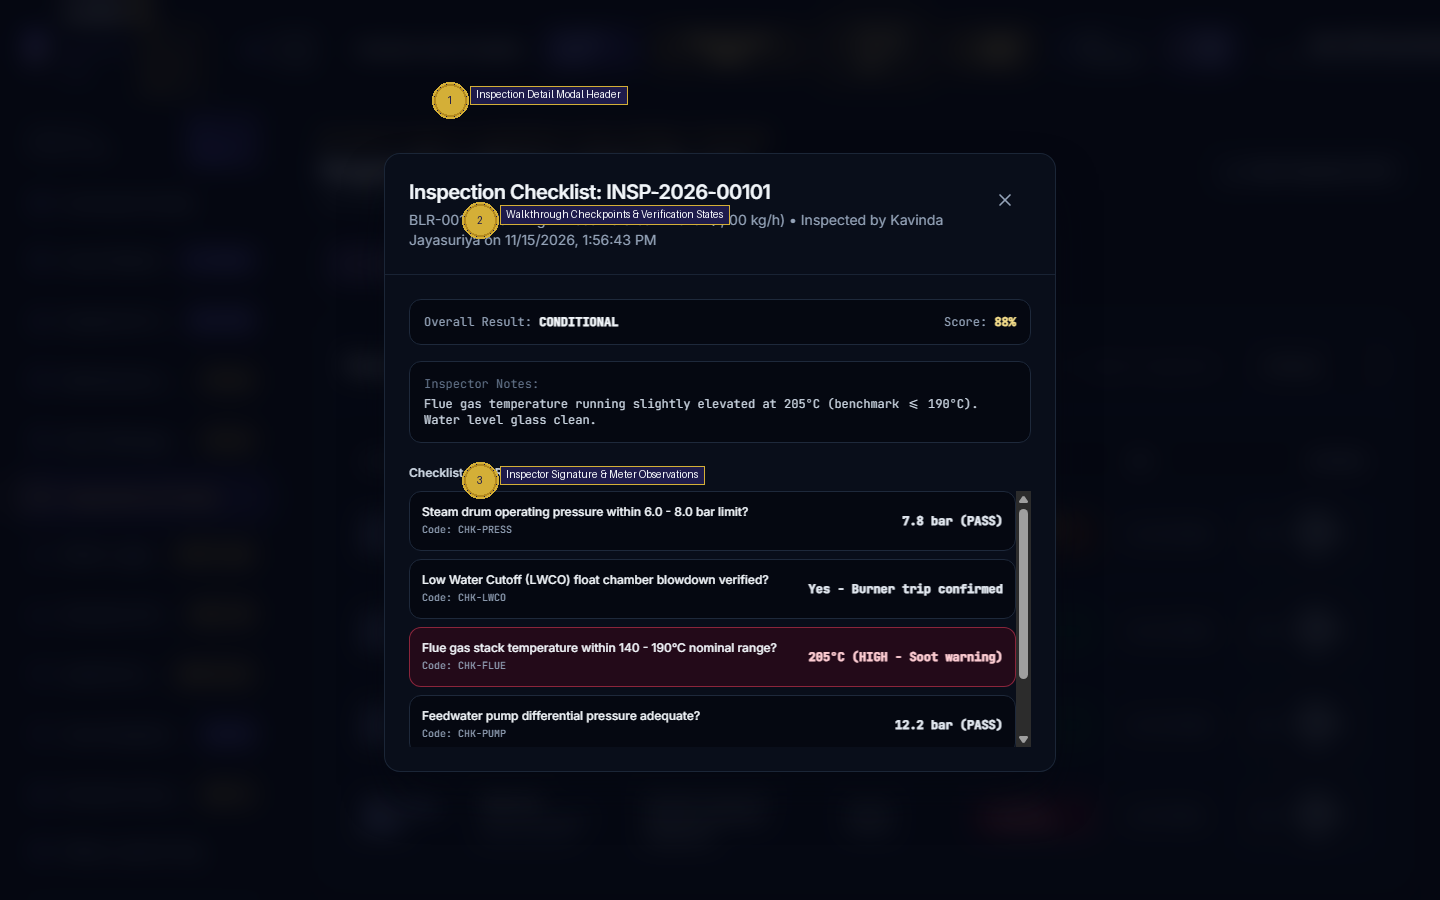 1 Inspection Detail Modal Header
Inspection Checklist: INSP-2026-00101
2 Walkthrough Checkpoints & Verification States
BLR-001 00 kg/h) • Inspected by Kavinda
Jayasuriya on 11/15/2026, 1:56:43 PM
Overall Result: CONDITIONAL Score: 88%
Inspector Notes:
Flue gas temperature running slightly elevated at 205°C (benchmark ≤ 190°C).
Water level glass clean.
Checklist
3 Inspector Signature & Meter Observations
Steam drum operating pressure within 6.0 - 8.0 bar limit?
Code: CHK-PRESS
7.8 bar (PASS)
Low Water Cutoff (LWCO) float chamber blowdown verified?
Code: CHK-LWCO
Yes - Burner trip confirmed
Flue gas stack temperature within 140 - 190°C nominal range?
Code: CHK-FLUE
205°C (HIGH - Soot warning)
Feedwater pump differential pressure adequate?
Code: CHK-PUMP
12.2 bar (PASS)